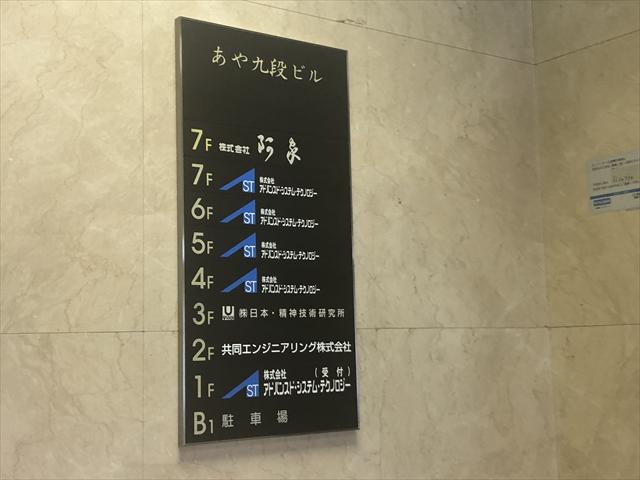 あや九段ビル
7F 株式会社 阿象
7F ST 株式会社 アドバンスド・システム・テクノロジー
6F ST 株式会社 アドバンスド・システム・テクノロジー
5F ST 株式会社 アドバンスド・システム・テクノロジー
4F ST 株式会社 アドバンスド・システム・テクノロジー
3F ㈱日本・精神技術研究所
2F 共同エンジニアリング株式会社
1F ST 株式会社 (受付) アドバンスド・システム・テクノロジー
B1 駐車場